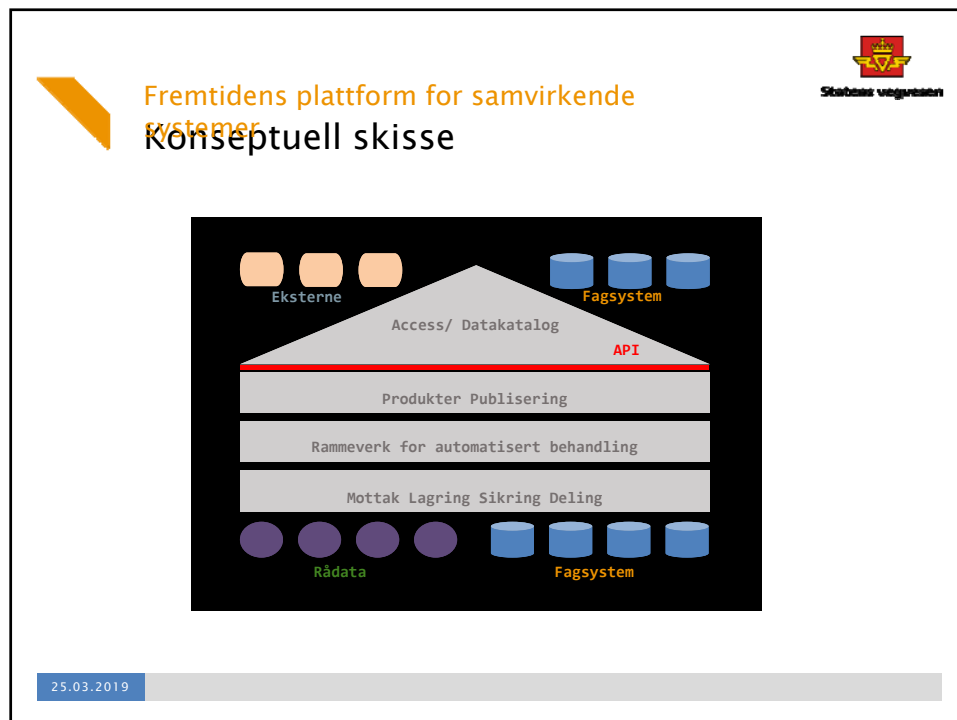 Fremtidens plattform for samvirkende
systemer
Konseptuell skisse
Statens vegvesen
Eksterne
Fagsystem
Access/ Datakatalog
API
Produkter Publisering
Rammeverk for automatisert behandling
Mottak Lagring Sikring Deling
Rådata
Fagsystem
25.03.2019